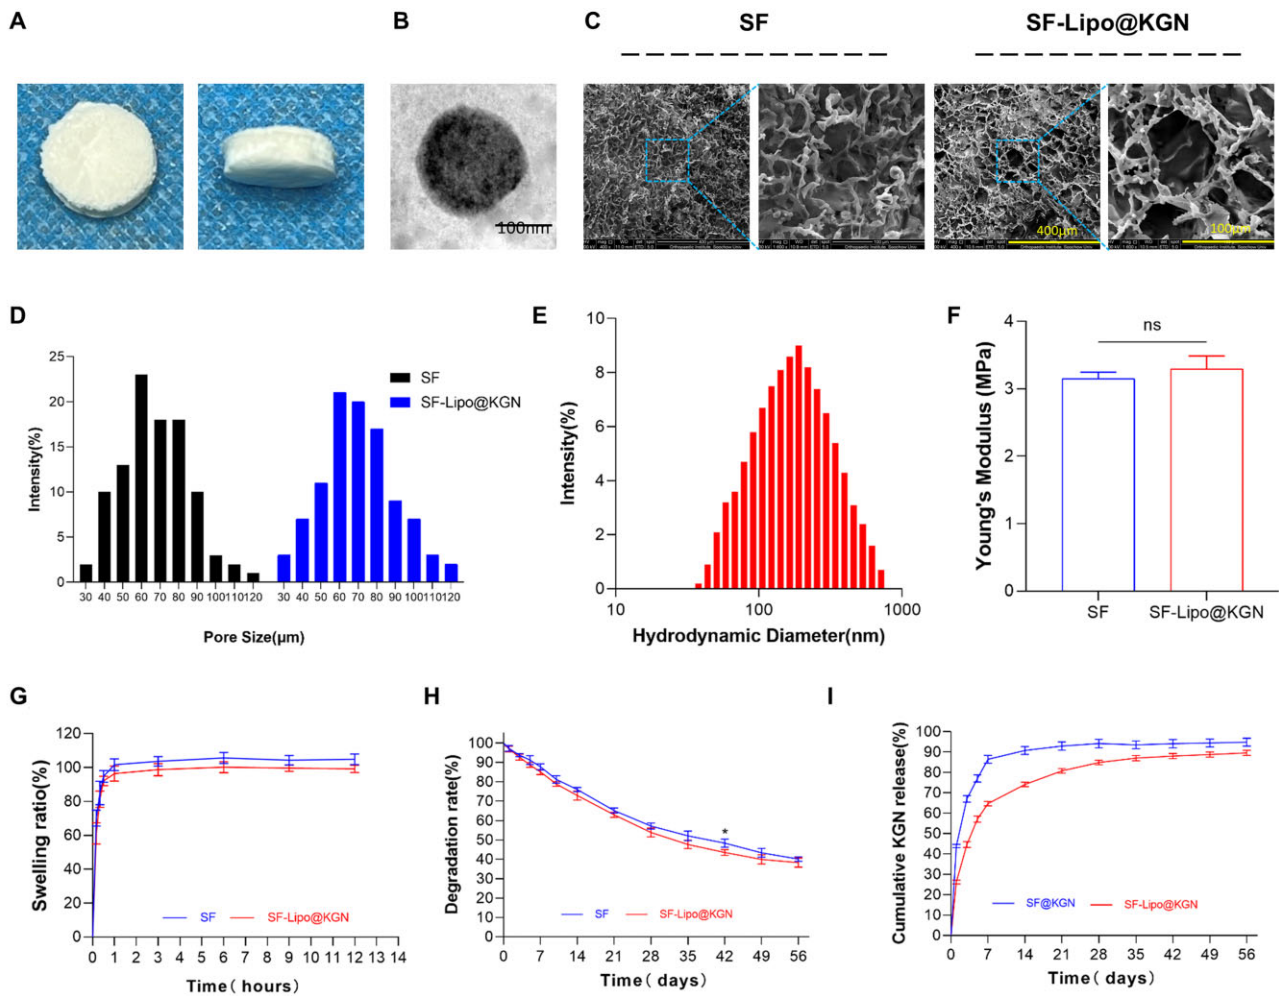 A
B
C
SF
SF-Lipo@KGN
100nm
400μm
100μm
D
Intensity(%)
25
20
15
10
5
0
SF
SF-Lipo@KGN
30 40 50 60 70 80 90 100 110 120 30 40 50 60 70 80 90 100 110 120
Pore Size(μm)
E
Intensity(%)
10
8
6
4
2
0
10 100 1000
Hydrodynamic Diameter(nm)
F
Young's Modulus (MPa)
4
3
2
1
0
ns
SF SF-Lipo@KGN
G
Swelling ratio(%)
120
100
80
60
40
20
0
SF SF-Lipo@KGN
0 1 2 3 4 5 6 7 8 9 10 11 12 13 14
Time( hours)
H
Degradation rate(%)
100
90
80
70
60
50
40
30
20
10
0
*
SF SF-Lipo@KGN
0 7 14 21 28 35 42 49 56
Time( days)
I
Cumulative KGN release(%)
100
90
80
70
60
50
40
30
20
10
0
SF@KGN SF-Lipo@KGN
0 7 14 21 28 35 42 49 56
Time( days)